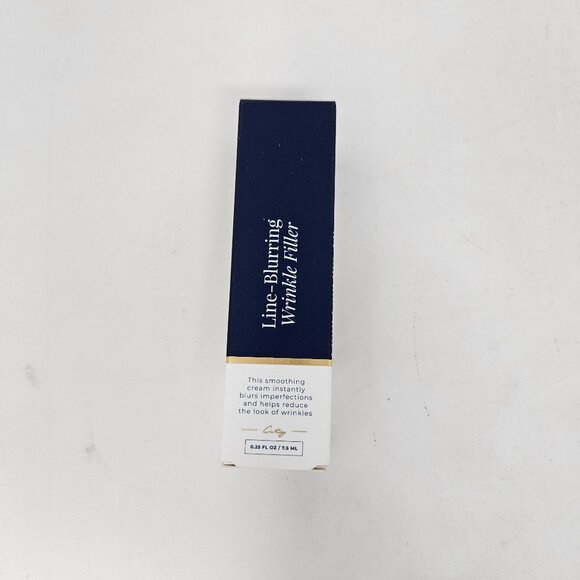 Line-Blurring
Wrinkle Filler
This smoothing
cream instantly
blurs imperfections
and helps reduce
the look of wrinkles
City
0.25 FL OZ / 7.5 ML